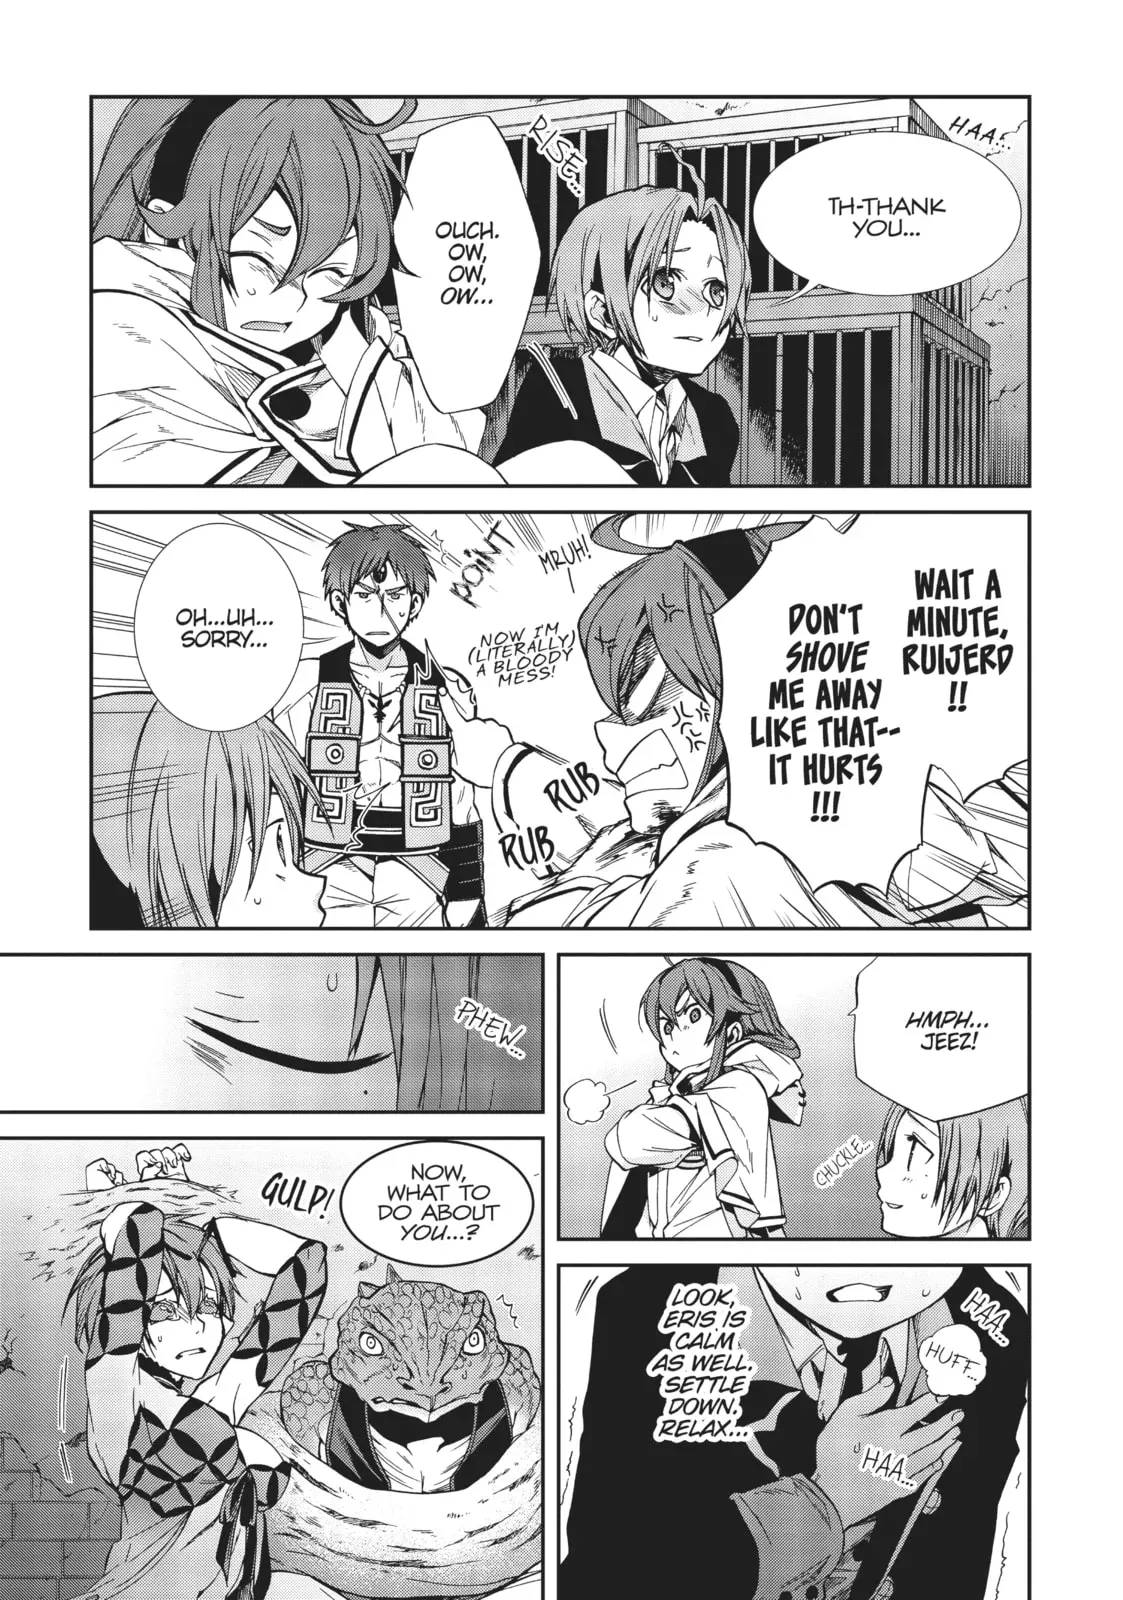 HAA...
TH-THANK
YOU...
RISE...
OUCH.
OW,
OW,
OW...
WAIT A
MINUTE,
RUIJERD
!!
DON'T
SHOVE
ME AWAY
LIKE THAT--
IT HURTS
!!!
MRUH!
POINT
NOW I'M
(LITERALLY)
A BLOODY
MESS!
RUB
RUB
OH...UH...
SORRY...
HMPH...
JEEZ!
CHUCKLE...
PHEW...
LOOK,
ERIS IS
CALM
AS WELL.
SETTLE
DOWN.
RELAX...
HAA...
HUFF...
HAA...
NOW,
WHAT TO
DO ABOUT
YOU...?
GULP!